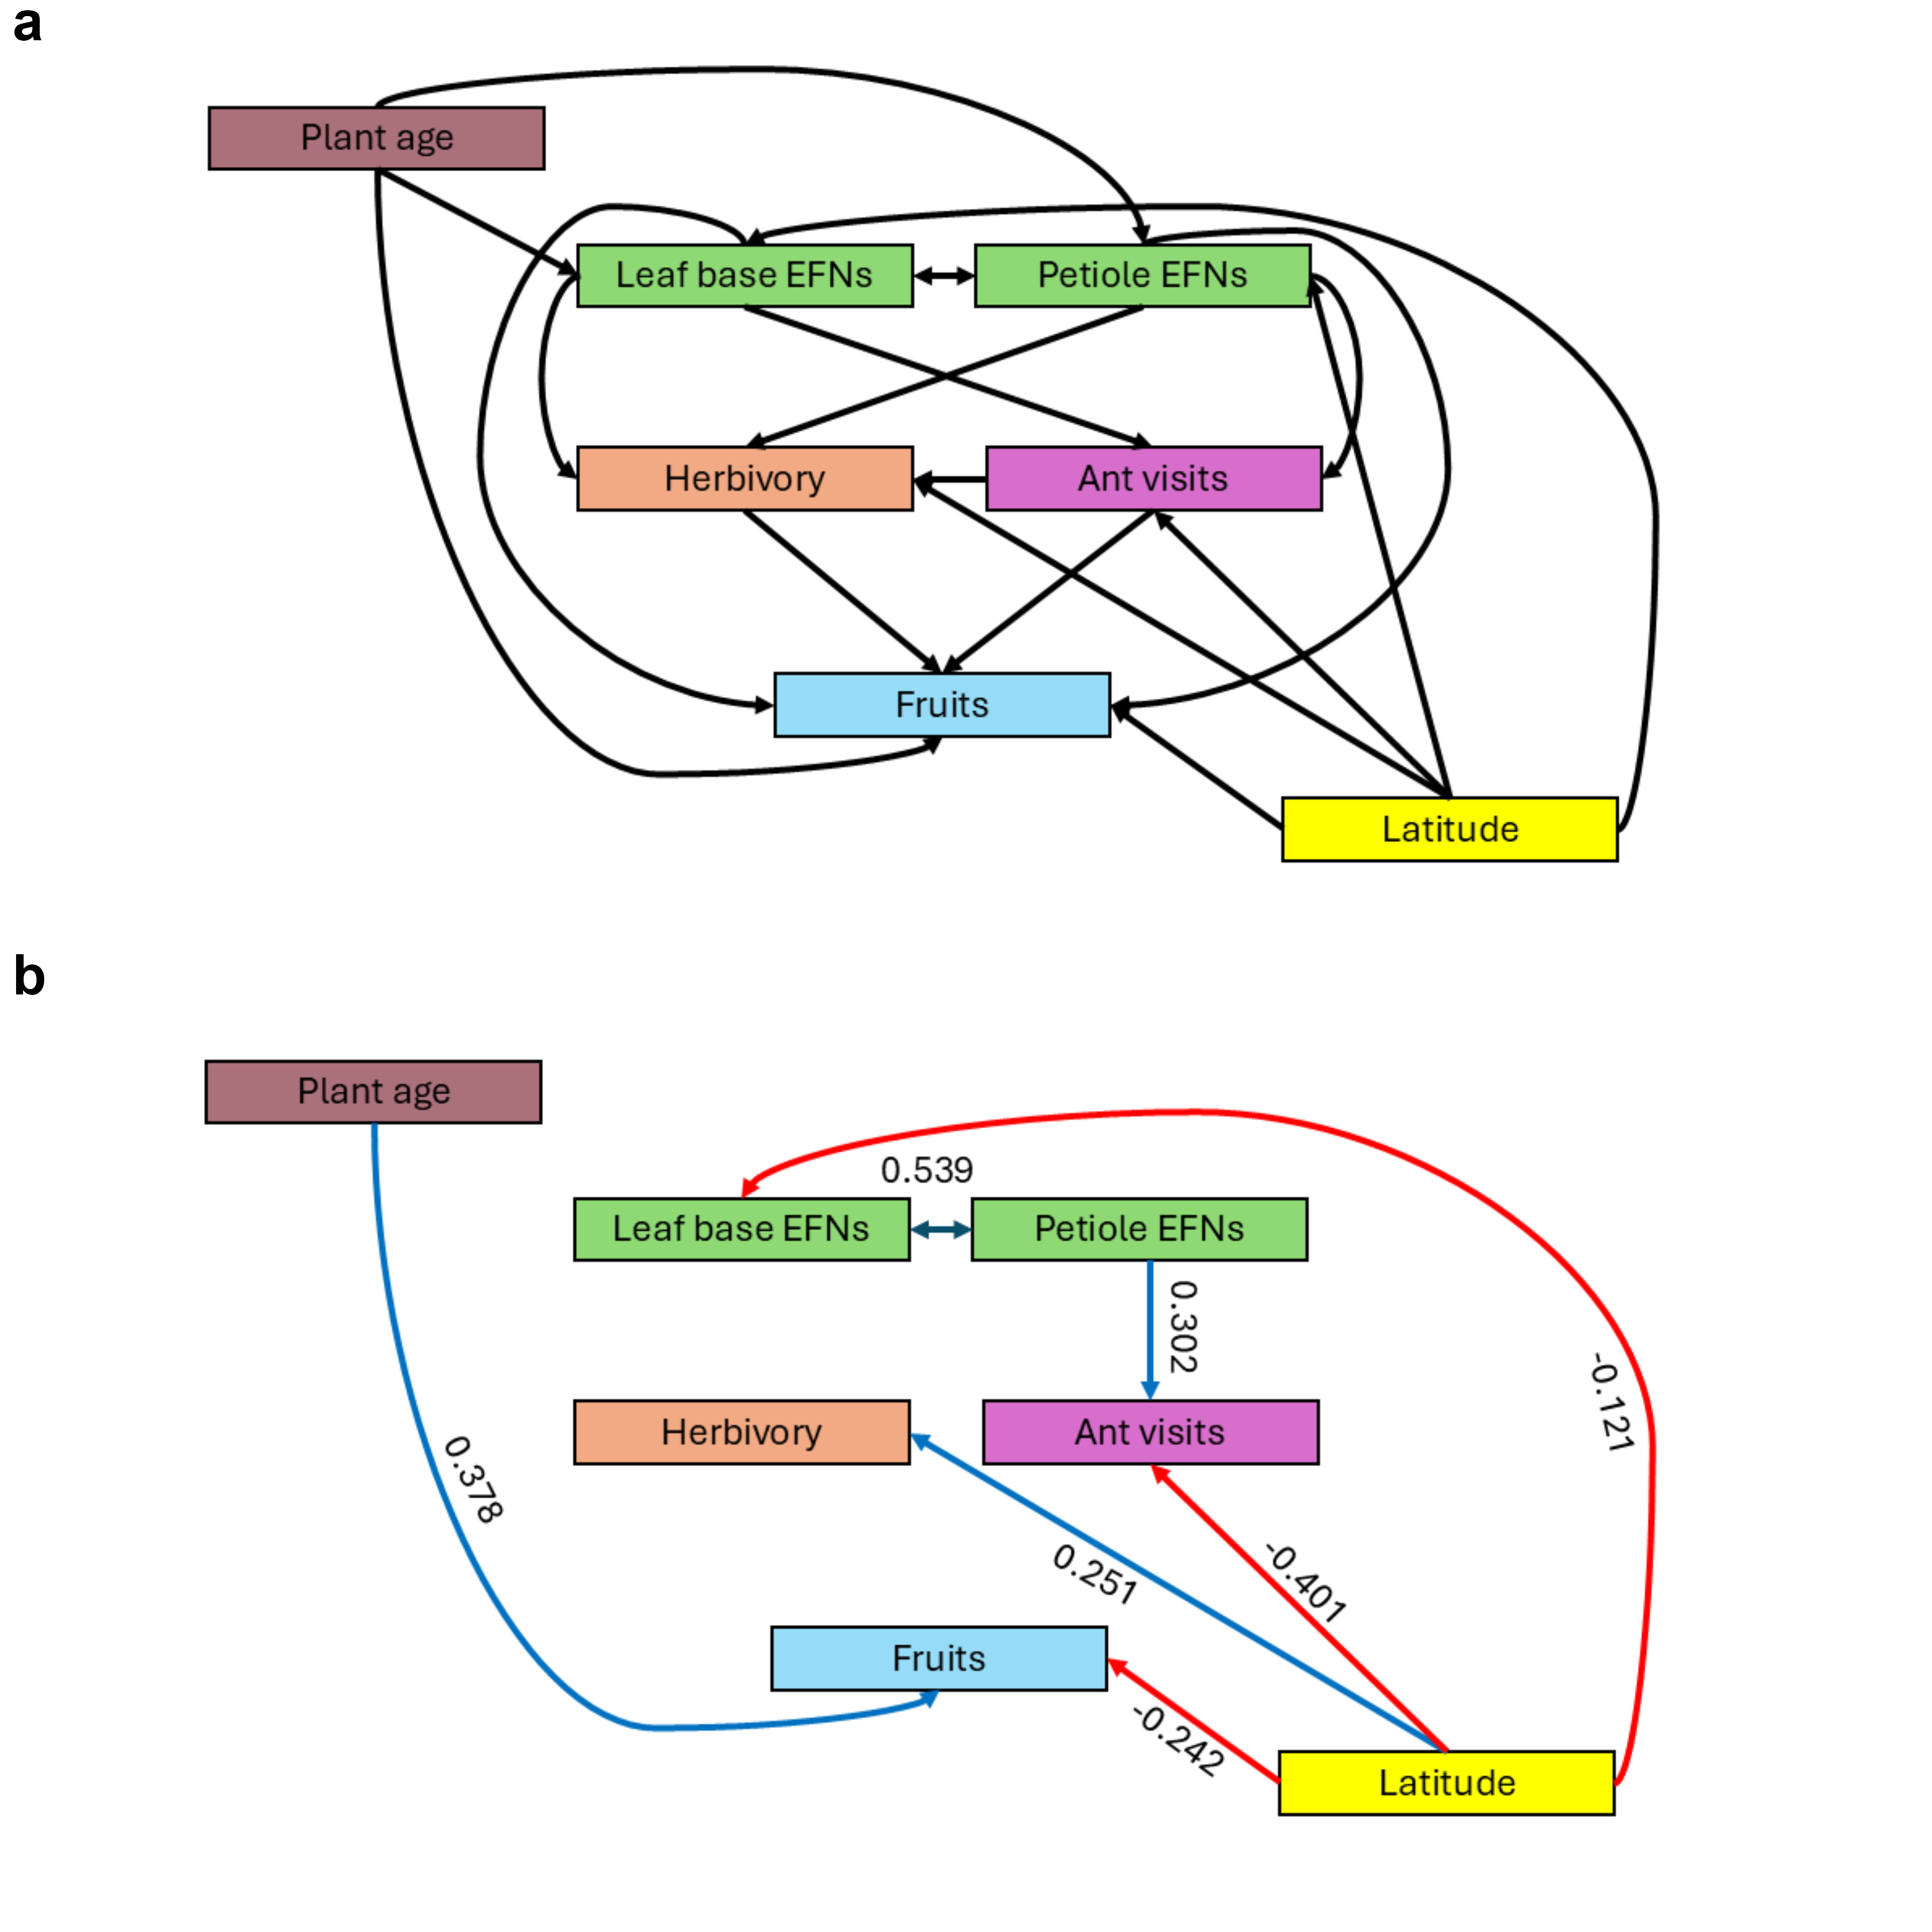 a
Plant age
Leaf base EFNs
Petiole EFNs
Herbivory
Ant visits
Fruits
Latitude
b
Plant age
0.539
Leaf base EFNs
Petiole EFNs
0.302
-0.121
Herbivory
Ant visits
0.378
0.251
-0.401
Fruits
-0.242
Latitude